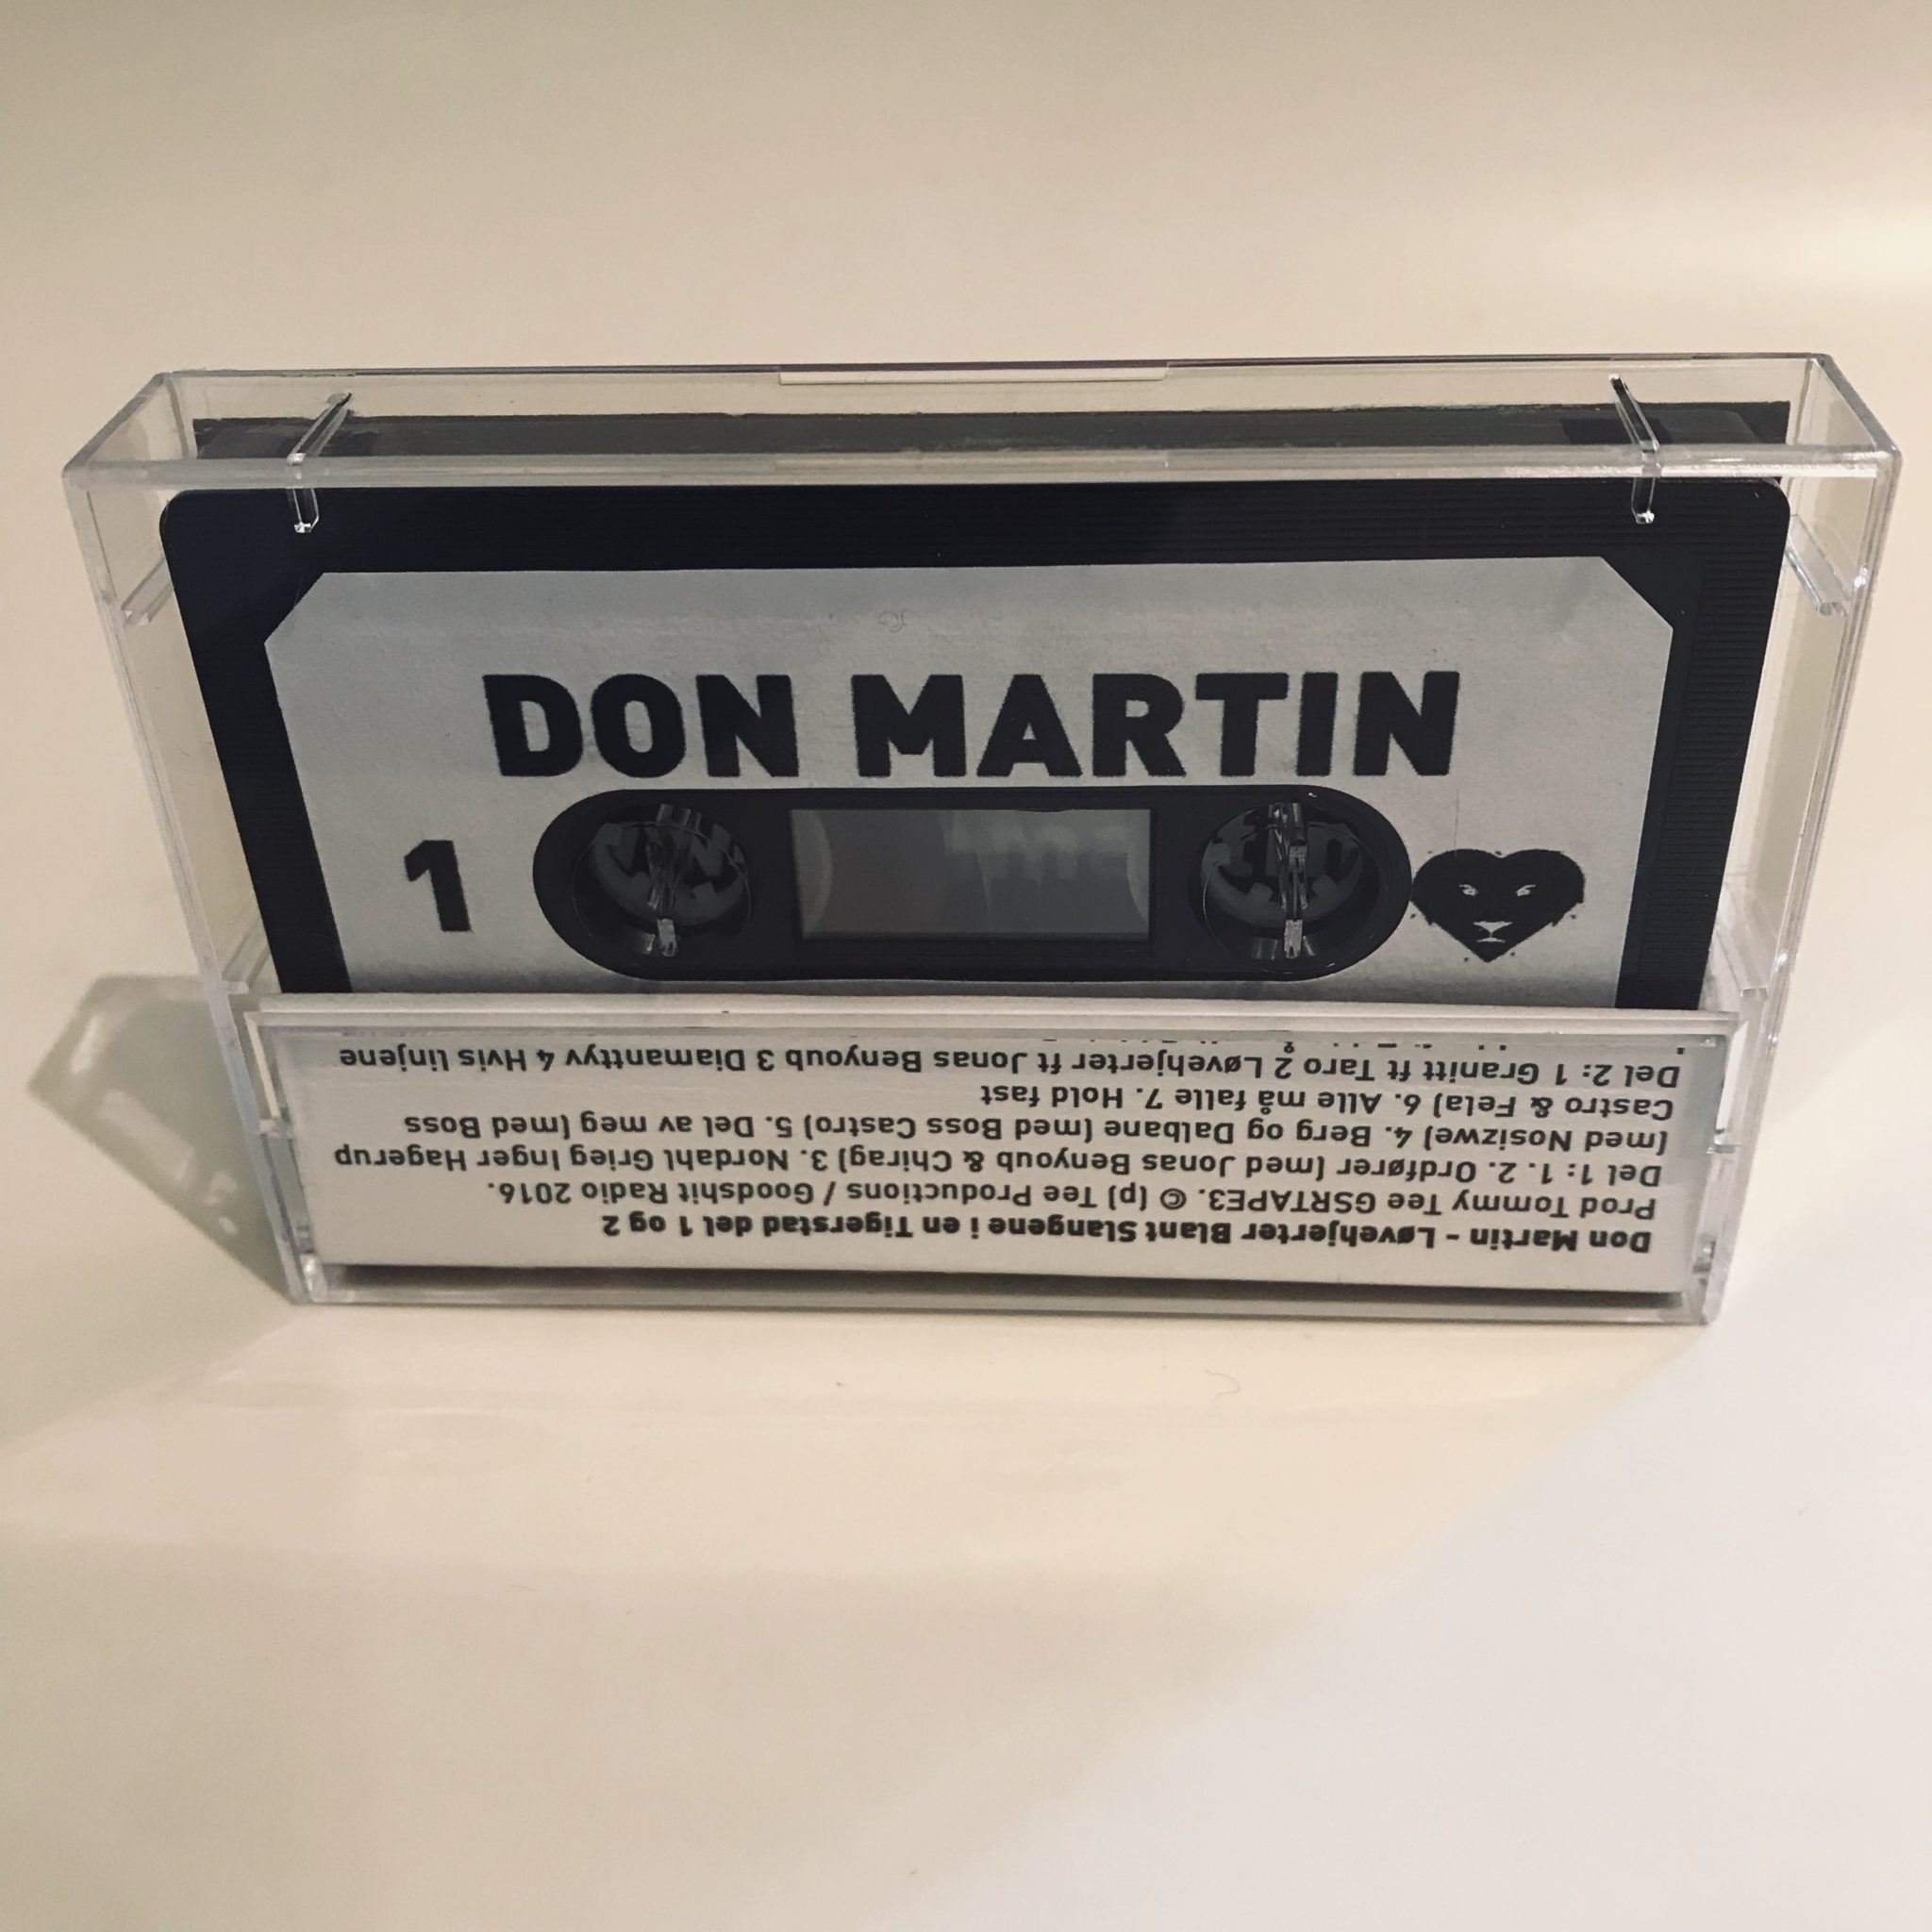 DON MARTIN
1
Don Martin - Løvehjerter Blant Slangene i en Tigerstad del 1 og 2
Prod Tommy Tee GSRTAPE3. © (p) Tee Productions / Goodshit Radio 2016.
Del 1: 1. 2. Ordfører (med Jonas Benyoub & Chirag) 3. Nordahl Grieg Inger Hagerup
(med Nosizwe) 4. Berg og Dalbane (med Boss Castro) 5. Del av meg (med Boss
Castro & Fela) 6. Alle må falle 7. Hold fast
Del 2: 1 Granitt ft Taro 2 Løvehjerter ft Jonas Benyoub 3 Diamanttyv 4 Hvis linjene